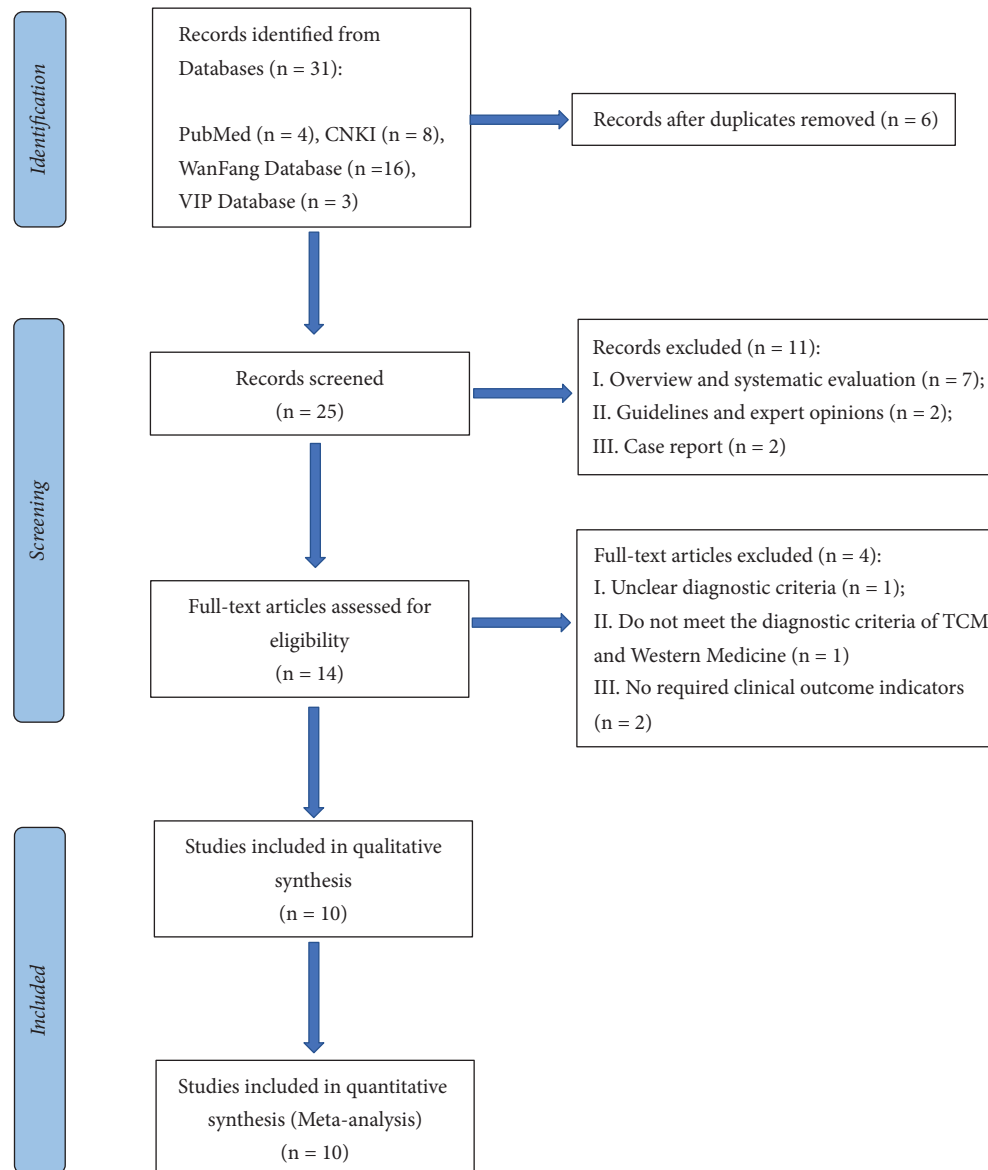 Identification
Records identified from
Databases (n = 31):
PubMed (n = 4), CNKI (n = 8),
WanFang Database (n =16),
VIP Database (n = 3)
Records after duplicates removed (n = 6)
Screening
Records screened
(n = 25)
Records excluded (n = 11):
I. Overview and systematic evaluation (n = 7);
II. Guidelines and expert opinions (n = 2);
III. Case report (n = 2)
Full-text articles assessed for
eligibility
(n = 14)
Full-text articles excluded (n = 4):
I. Unclear diagnostic criteria (n = 1);
II. Do not meet the diagnostic criteria of TCM
and Western Medicine (n = 1)
III. No required clinical outcome indicators
(n = 2)
Included
Studies included in qualitative
synthesis
(n = 10)
Studies included in quantitative
synthesis (Meta-analysis)
(n = 10)